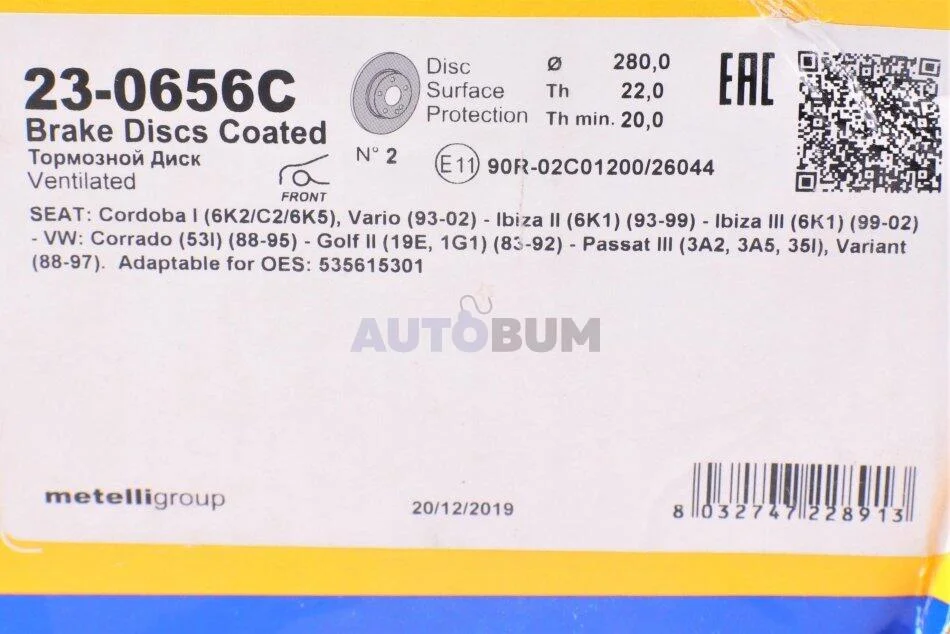 23-0656C
Brake Discs Coated
Тормозной Диск
Ventilated
FRONT
N° 2
Disc
Surface
Protection
Ø 280,0
Th 22,0
Th min. 20,0
E11 90R-02C01200/26044
EAC
SEAT: Cordoba I (6K2/C2/6K5), Vario (93-02) - Ibiza II (6K1) (93-99) - Ibiza III (6K1) (99-02)
- VW: Corrado (53I) (88-95) - Golf II (19E, 1G1) (83-92) - Passat III (3A2, 3A5, 35I), Variant
(88-97). Adaptable for OES: 535615301
AUTOBUM
metelligroup
20/12/2019
8 032747 228913